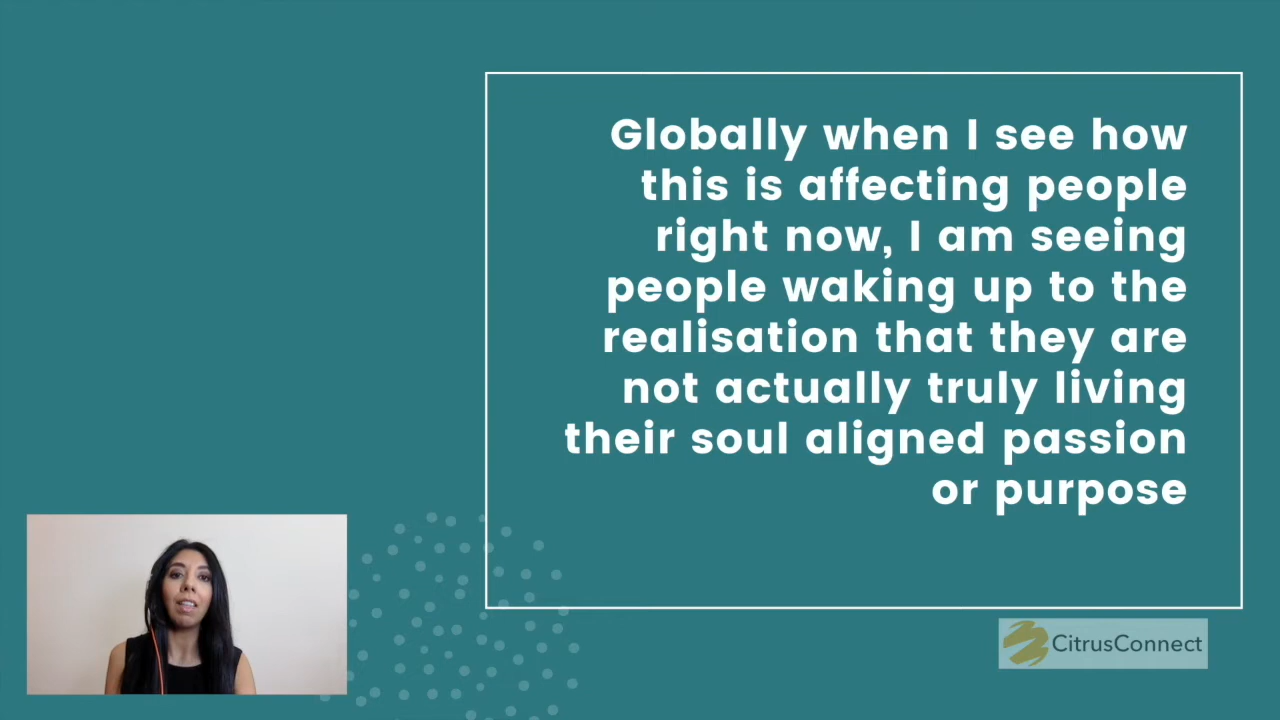 Globally when I see how
this is affecting people
right now, I am seeing
people waking up to the
realisation that they are
not actually truly living
their soul aligned passion
or purpose
CitrusConnect